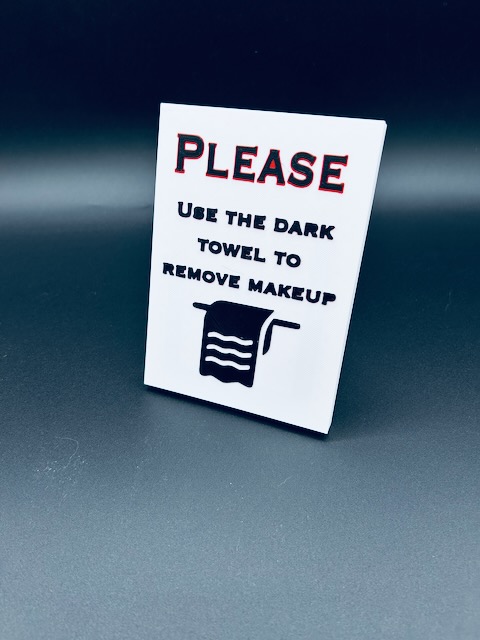 PLEASE
USE THE DARK
TOWEL TO
REMOVE MAKEUP